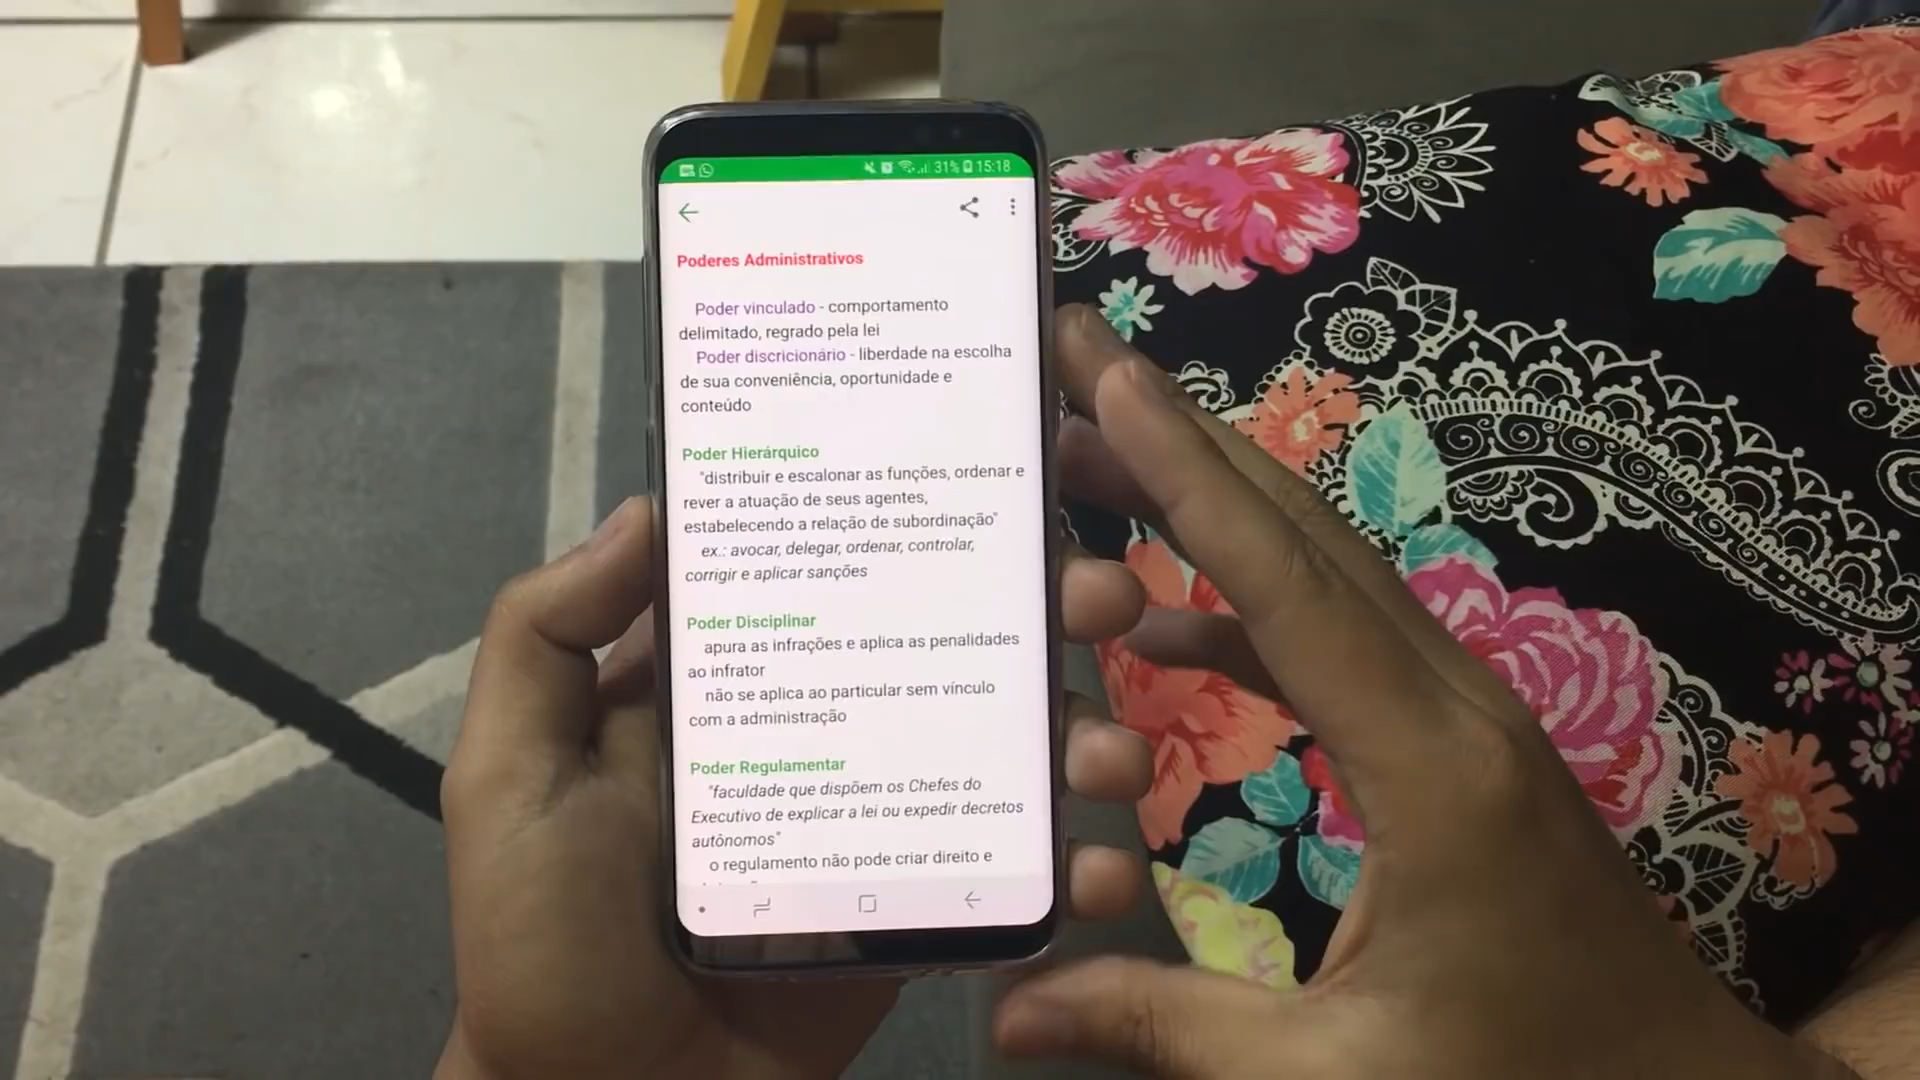 31% 15:18
Poderes Administrativos
Poder vinculado - comportamento
delimitado, regrado pela lei
Poder discricionário - liberdade na escolha
de sua conveniência, oportunidade e
conteúdo
Poder Hierárquico
"distribuir e escalonar as funções, ordenar e
rever a atuação de seus agentes,
estabelecendo a relação de subordinação"
ex.: avocar, delegar, ordenar, controlar,
corrigir e aplicar sanções
Poder Disciplinar
apura as infrações e aplica as penalidades
ao infrator
não se aplica ao particular sem vínculo
com a administração
Poder Regulamentar
"faculdade que dispõem os Chefes do
Executivo de explicar a lei ou expedir decretos
autônomos"
o regulamento não pode criar direito e